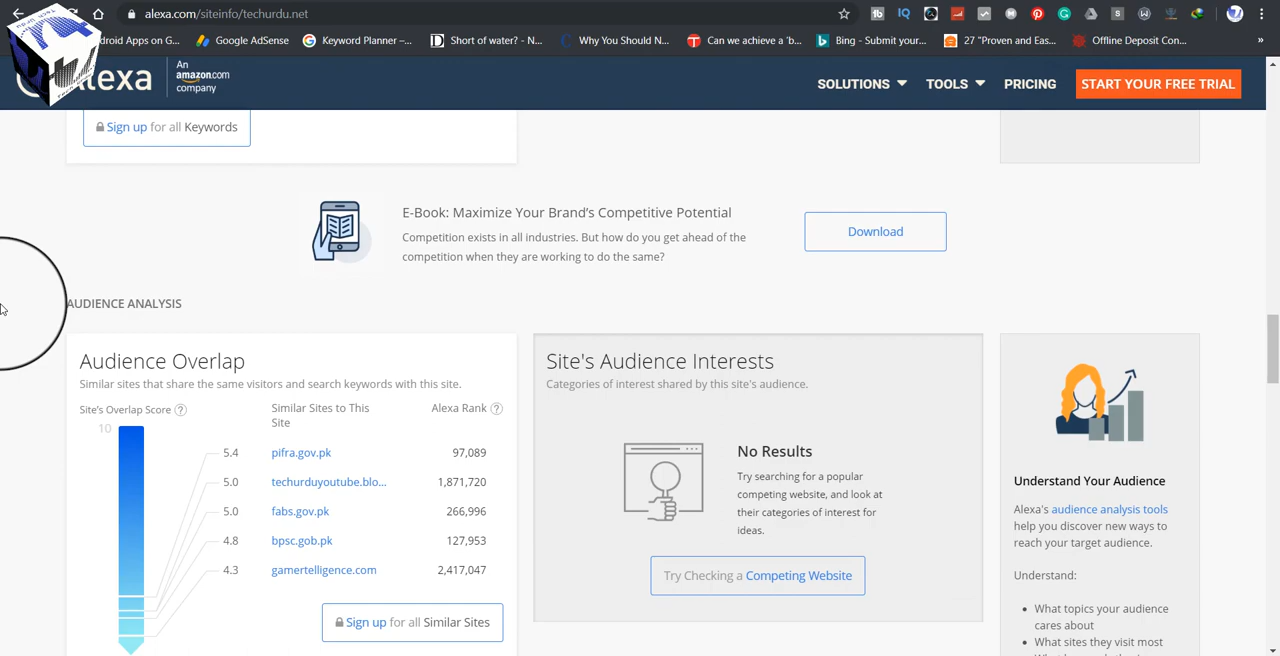 alexa.com/siteinfo/techurdu.net
droid Apps on G...
Google AdSense
Keyword Planner –...
Short of water? - N...
Why You Should N...
Can we achieve a 'b...
Bing - Submit your...
27 "Proven and Eas...
Offline Deposit Con...
»
lexa
An
amazon.com
company
SOLUTIONS
TOOLS
PRICING
START YOUR FREE TRIAL
Sign up for all Keywords
E-Book: Maximize Your Brand's Competitive Potential
Competition exists in all industries. But how do you get ahead of the
competition when they are working to do the same?
Download
AUDIENCE ANALYSIS
Audience Overlap
Similar sites that share the same visitors and search keywords with this site.
Site's Overlap Score ?
Similar Sites to This
Site
Alexa Rank ?
10
5.4 pifra.gov.pk 97,089
5.0 techurduyoutube.blo... 1,871,720
5.0 fabs.gov.pk 266,996
4.8 bpsc.gob.pk 127,953
4.3 gamertelligence.com 2,417,047
Sign up for all Similar Sites
Site's Audience Interests
Categories of interest shared by this site's audience.
No Results
Try searching for a popular
competing website, and look at
their categories of interest for
ideas.
Try Checking a Competing Website
Understand Your Audience
Alexa's audience analysis tools
help you discover new ways to
reach your target audience.
Understand:
• What topics your audience
cares about
• What sites they visit most